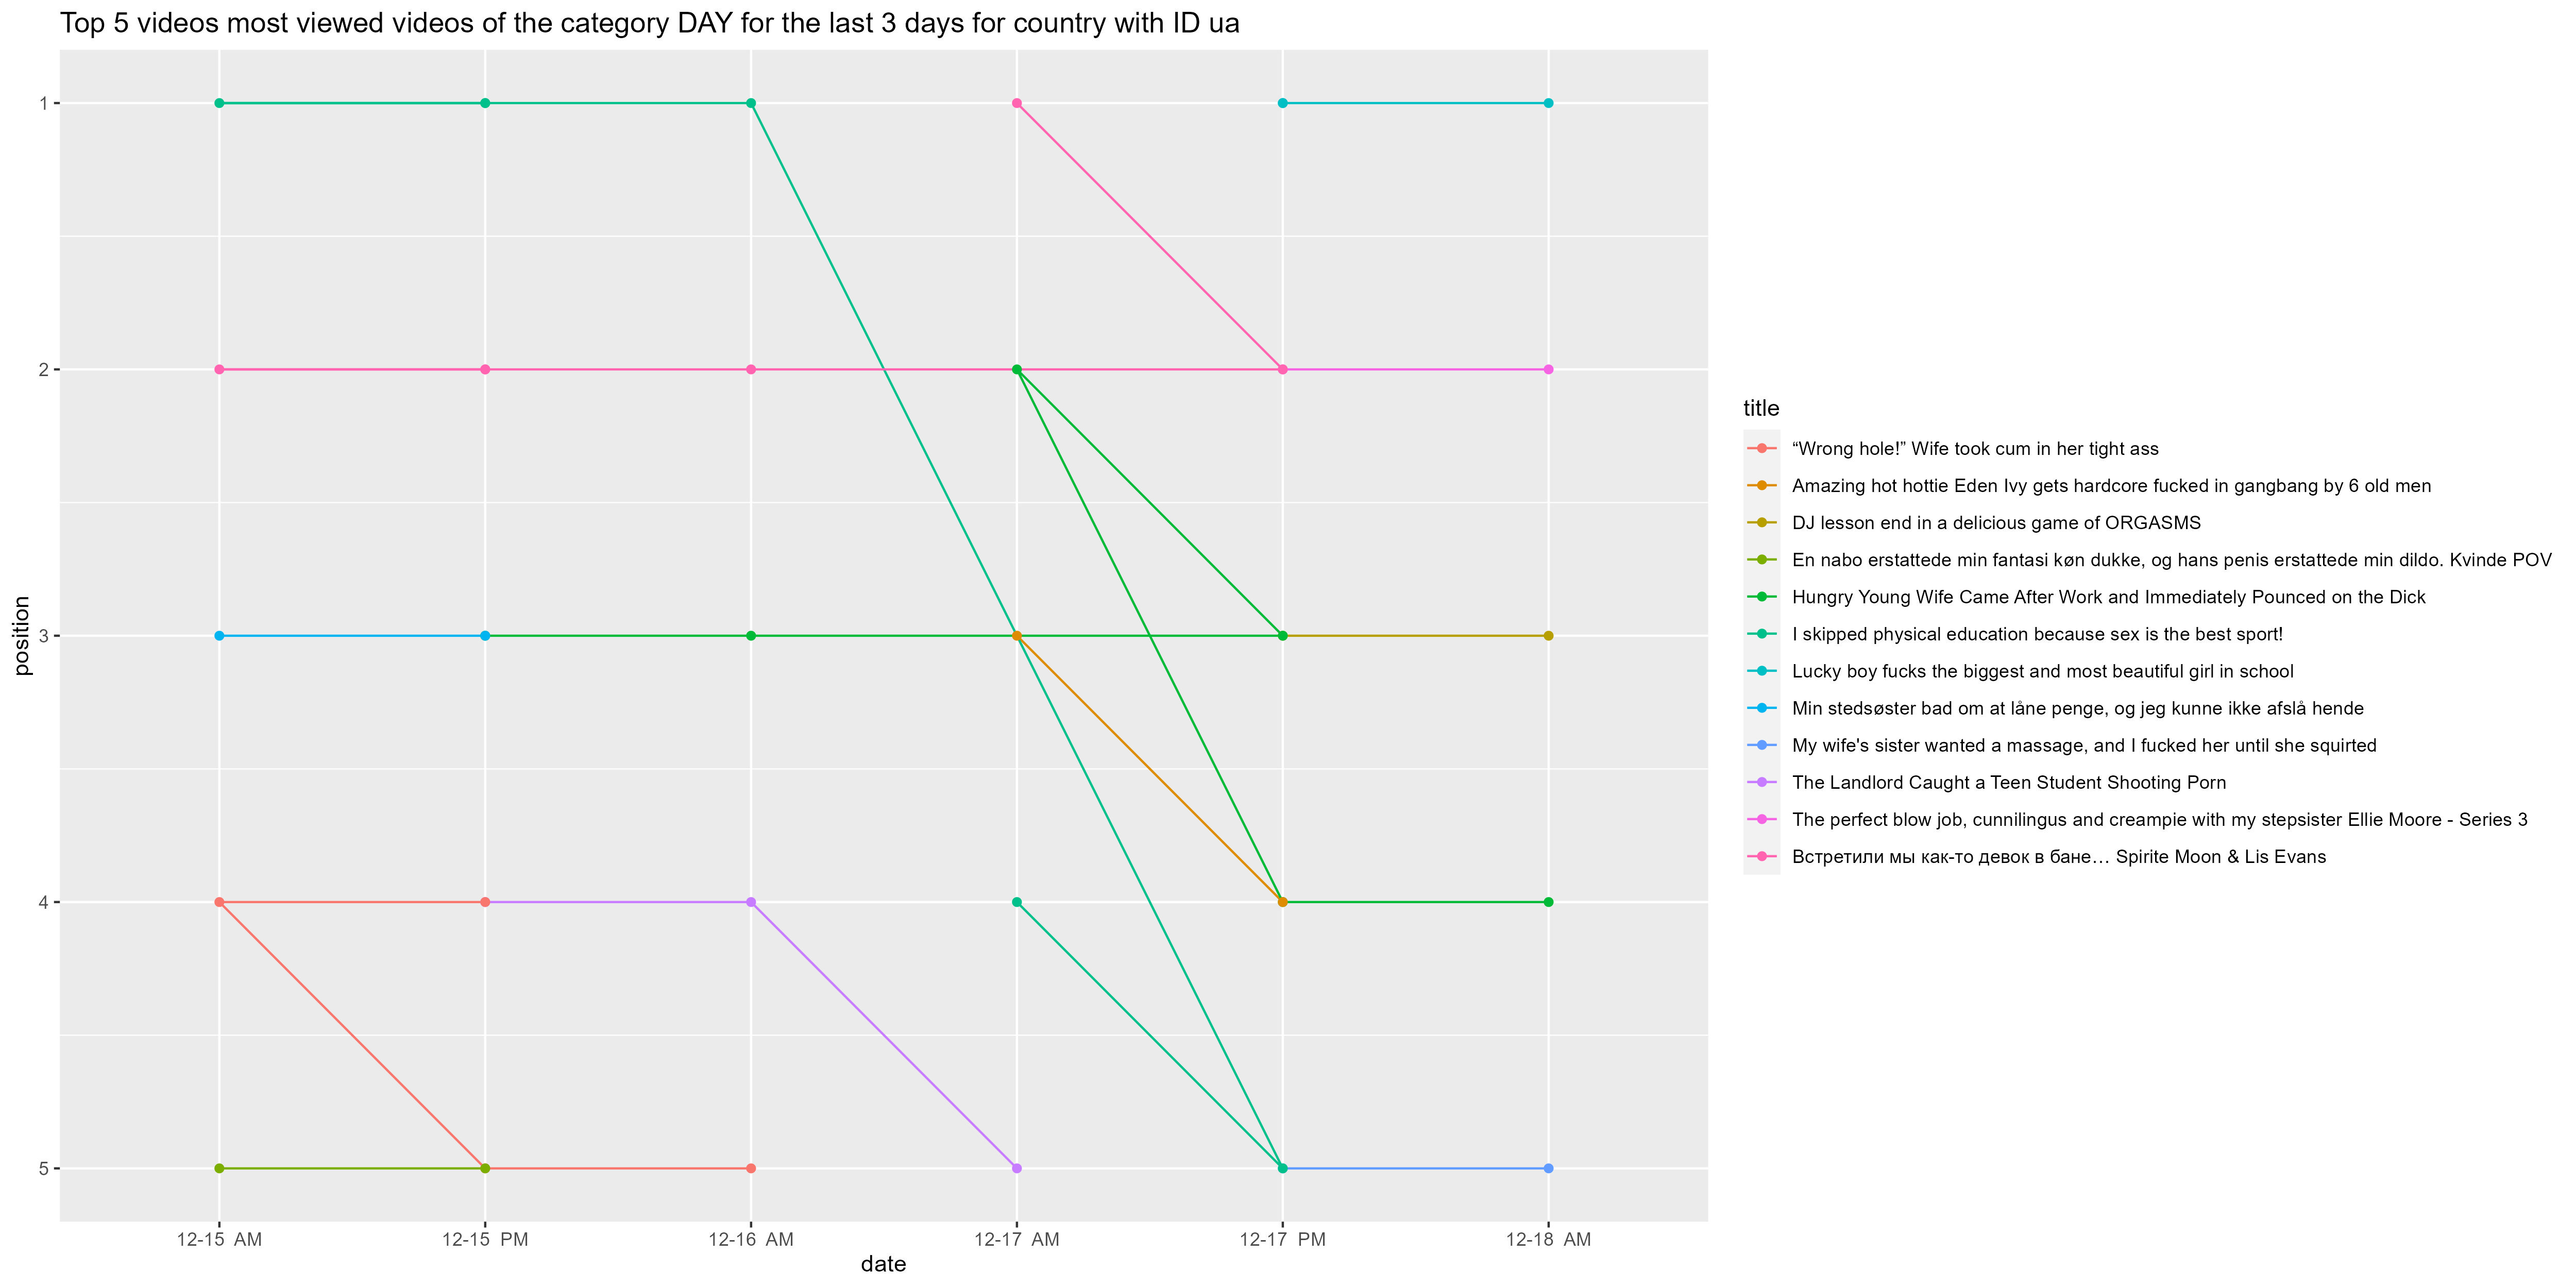 Top 5 videos most viewed videos of the category DAY for the last 3 days for country with ID ua
1
2
3
4
5
position
12-15 AM
12-15 PM
12-16 AM
12-17 AM
12-17 PM
12-18 AM
date
title
“Wrong hole!” Wife took cum in her tight ass
Amazing hot hottie Eden Ivy gets hardcore fucked in gangbang by 6 old men
DJ lesson end in a delicious game of ORGASMS
En nabo erstattede min fantasi køn dukke, og hans penis erstattede min dildo. Kvinde POV
Hungry Young Wife Came After Work and Immediately Pounced on the Dick
I skipped physical education because sex is the best sport!
Lucky boy fucks the biggest and most beautiful girl in school
Min stedsøster bad om at låne penge, og jeg kunne ikke afslå hende
My wife's sister wanted a massage, and I fucked her until she squirted
The Landlord Caught a Teen Student Shooting Porn
The perfect blow job, cunnilingus and creampie with my stepsister Ellie Moore - Series 3
Встретили мы как-то девок в бане… Spirite Moon & Lis Evans